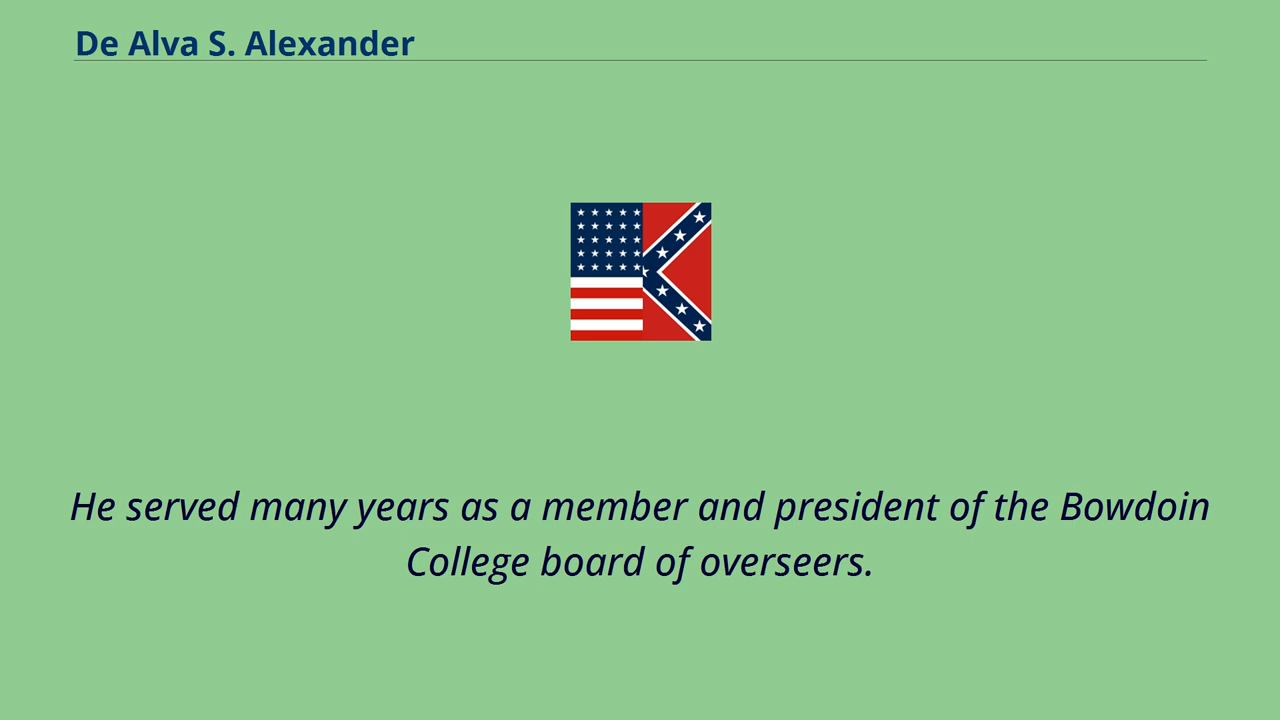 De Alva S. Alexander
He served many years as a member and president of the Bowdoin
College board of overseers.